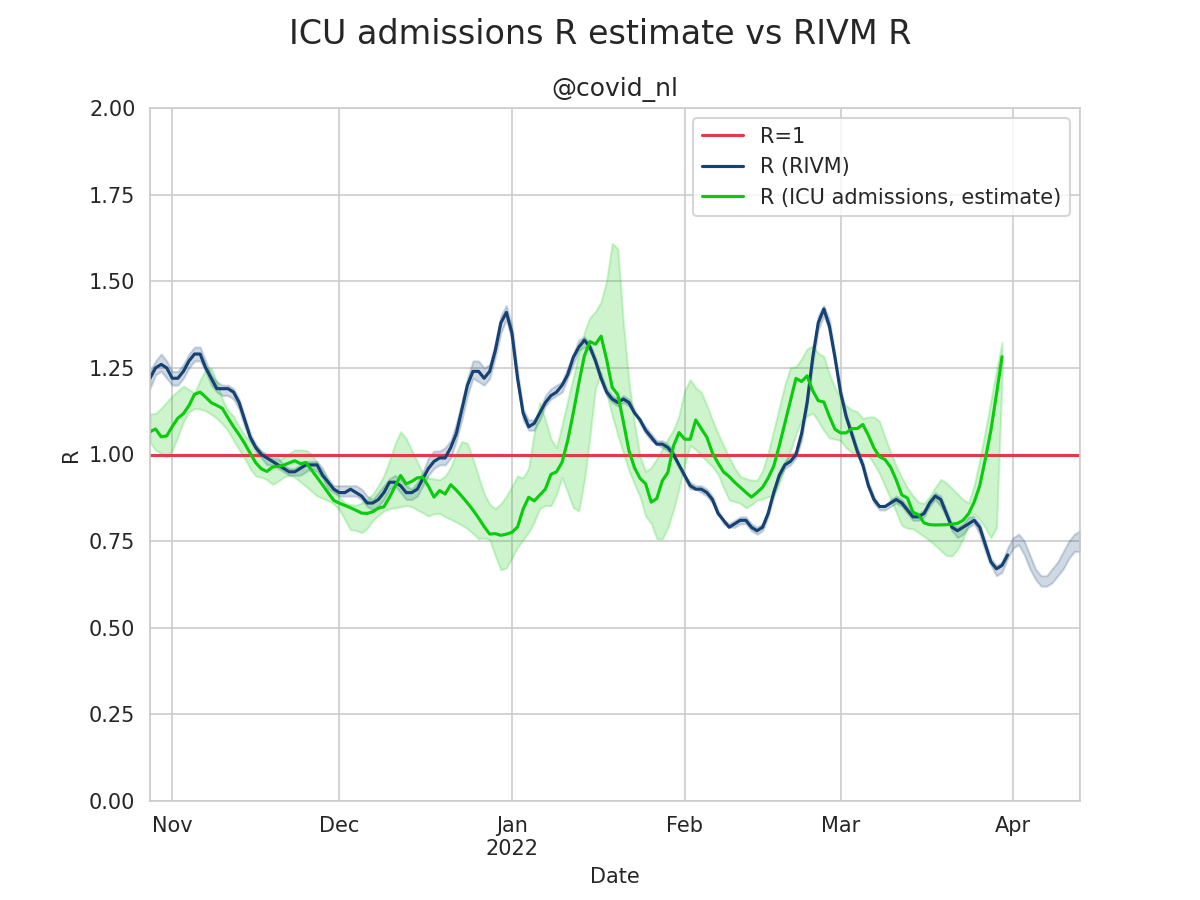 ICU admissions R estimate vs RIVM R
@covid_nl
2.00
1.75
1.50
1.25
1.00
0.75
0.50
0.25
0.00
R
R=1
R (RIVM)
R (ICU admissions, estimate)
Nov Dec Jan Feb Mar Apr
2022
Date